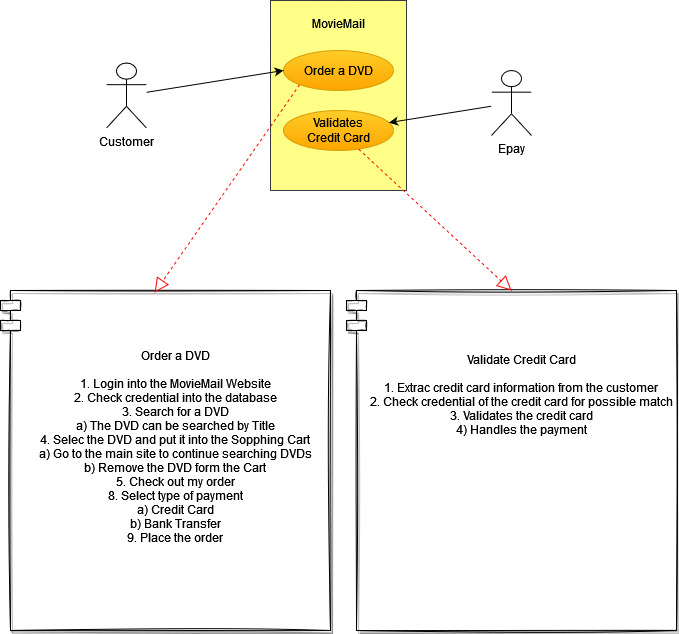 MovieMail
Order a DVD
Validates
Credit Card
Customer
Epay
Order a DVD
1. Login into the MovieMail Website
2. Check credential into the database
3. Search for a DVD
a) The DVD can be searched by Title
4. Selec the DVD and put it into the Sopphing Cart
a) Go to the main site to continue searching DVDs
b) Remove the DVD form the Cart
5. Check out my order
8. Select type of payment
a) Credit Card
b) Bank Transfer
9. Place the order
Validate Credit Card
1. Extrac credit card information from the customer
2. Check credential of the credit card for possible match
3. Validates the credit card
4) Handles the payment